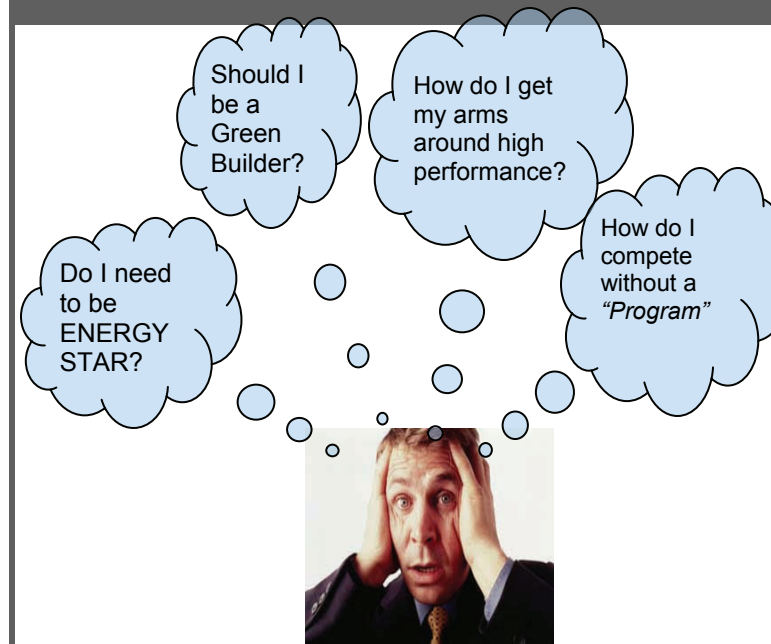 Should I
be a
Green
Builder?
How do I get
my arms
around high
performance?
Do I need
to be
ENERGY
STAR?
How do I
compete
without a
“Program”